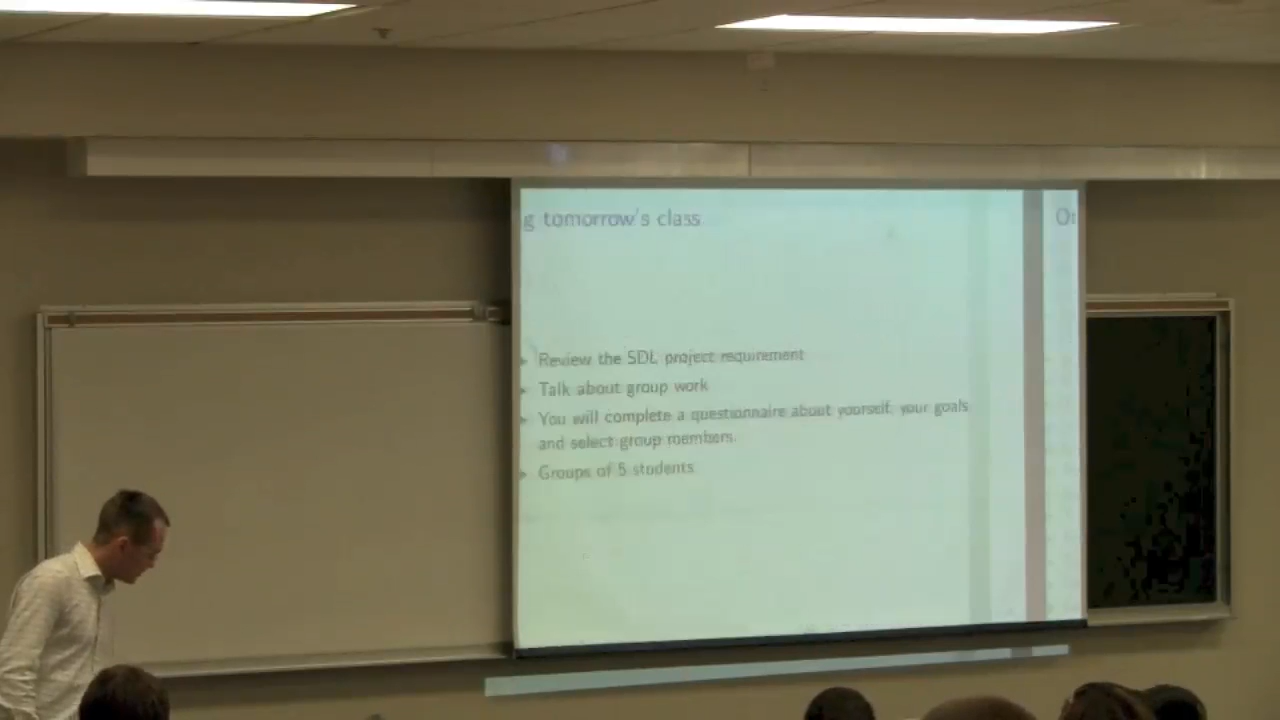 g tomorrow's class
Review the SDL project requirement
Talk about group work
You will complete a questionnaire about yourself, your goals
and select group members.
Groups of 5 students